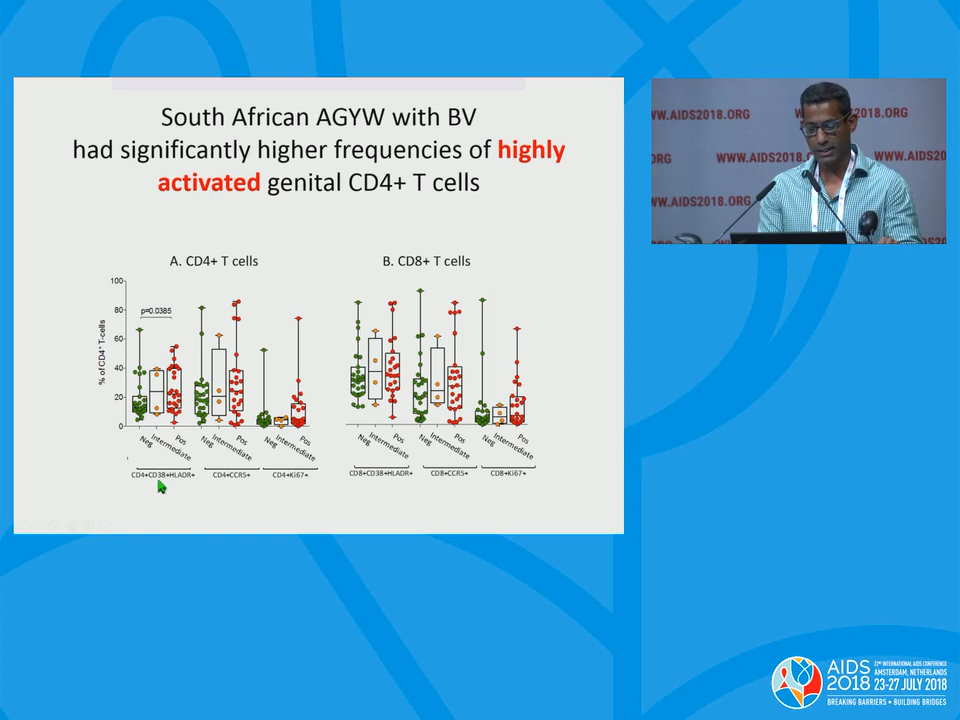 South African AGYW with BV
had significantly higher frequencies of highly
activated genital CD4+ T cells
A. CD4+ T cells
B. CD8+ T cells
% of CD4+ T-cells
100
80
60
40
20
0
p=0.0385
Neg Intermediate Pos Neg Intermediate Pos Neg Intermediate Pos
CD4+CD38+HLADR+ CD4+CCR5+ CD4+Ki67+
Neg Intermediate Pos Neg Intermediate Pos Neg Intermediate Pos
CD8+CD38+HLADR+ CD8+CCR5+ CD8+Ki67+
WW.AIDS2018.ORG
DS2018.ORG
ORG WWW.AIDS2018. WWW.AIDS20
WW.AIDS2018.ORG
AIDS 2018
22ND INTERNATIONAL AIDS CONFERENCE
AMSTERDAM, NETHERLANDS
23-27 JULY 2018
BREAKING BARRIERS • BUILDING BRIDGES